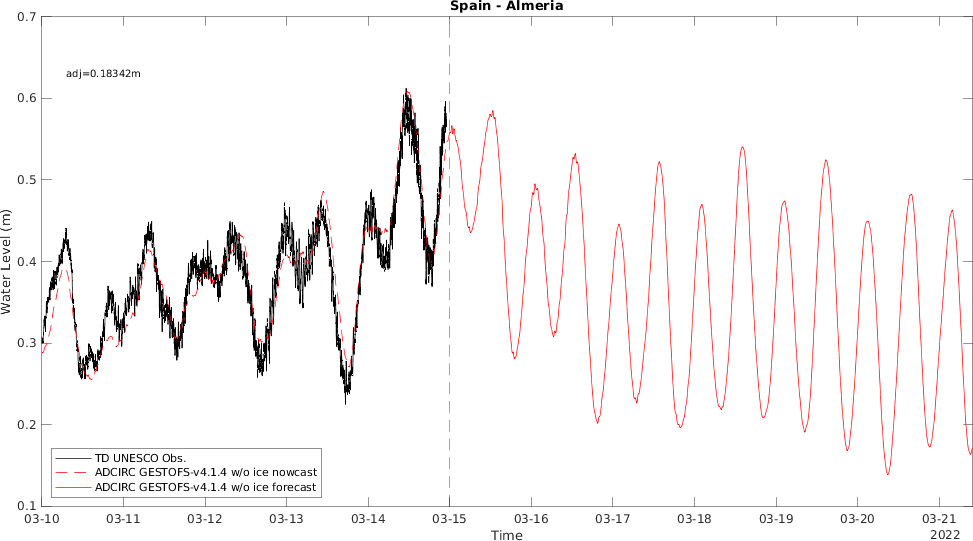 Spain - Almeria
adj=0.18342m
0.7
0.6
0.5
0.4
0.3
0.2
0.1
Water Level (m)
TD UNESCO Obs.
ADCIRC GESTOFS-v4.1.4 w/o ice nowcast
ADCIRC GESTOFS-v4.1.4 w/o ice forecast
03-10 03-11 03-12 03-13 03-14 03-15 03-16 03-17 03-18 03-19 03-20 03-21
Time
2022